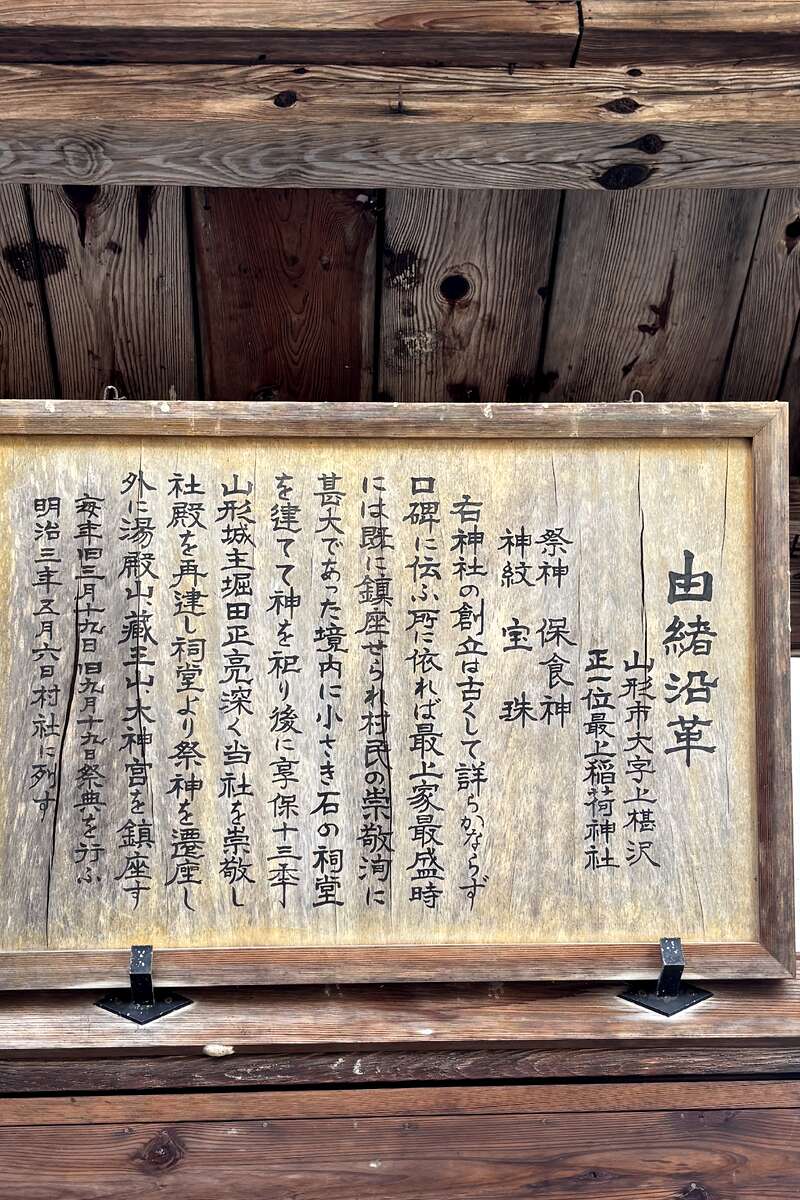 由緒沿革
山形市大字上椹沢
正一位最上稲荷神社
祭神 保食神
神紋 宝珠
右神社の創立は古くして詳らかならず
口碑に伝ふ所に依れば最上家最盛時
には既に鎮座せられ村民の崇敬洵に
甚大であった境内に小さき石の祠堂
を建てて神を祀り後に享保十三年
山形城主堀田正亮深く当社を崇敬し
社殿を再建し祠堂より祭神を遷座し
外に湯殿山、蔵王山、大神宮を鎮座す
毎年旧三月十九日 旧九月十九日祭典を行ふ
明治三年五月六日村社に列す